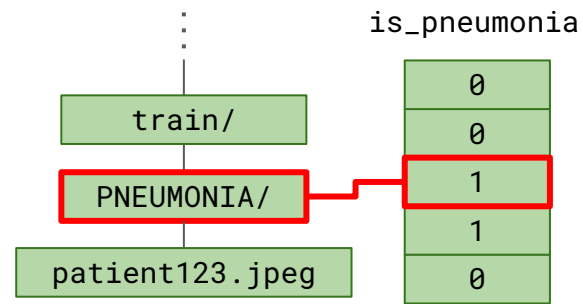 is_pneumonia
train/
PNEUMONIA/
patient123.jpeg
0
0
1
1
0